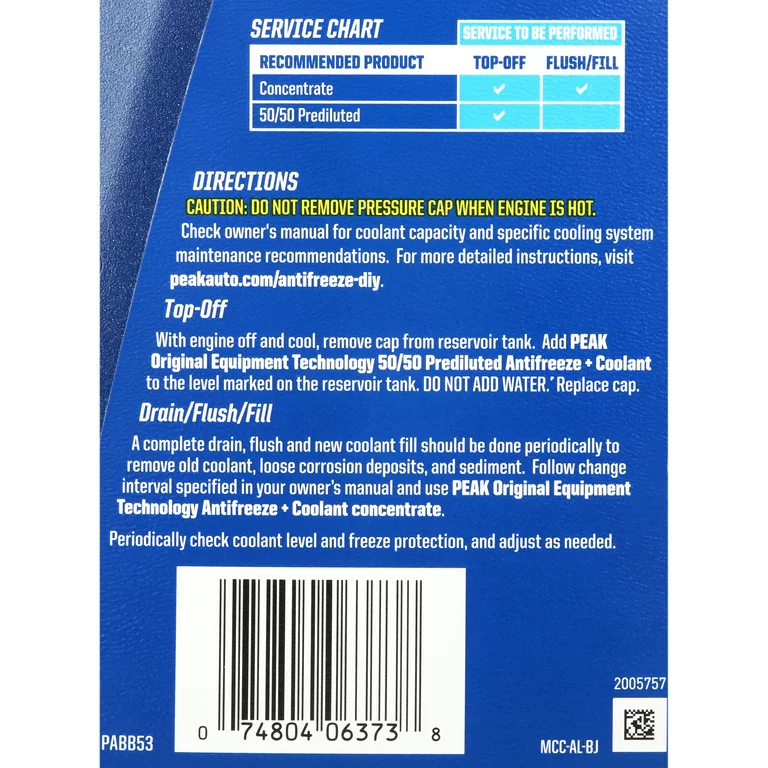 SERVICE CHART
SERVICE TO BE PERFORMED
RECOMMENDED PRODUCT TOP-OFF FLUSH/FILL
Concentrate ✓ ✓
50/50 Prediluted ✓
DIRECTIONS
CAUTION: DO NOT REMOVE PRESSURE CAP WHEN ENGINE IS HOT.
Check owner's manual for coolant capacity and specific cooling system
maintenance recommendations. For more detailed instructions, visit
peakauto.com/antifreeze-diy.
Top-Off
With engine off and cool, remove cap from reservoir tank. Add PEAK
Original Equipment Technology 50/50 Prediluted Antifreeze + Coolant
to the level marked on the reservoir tank. DO NOT ADD WATER.* Replace cap.
Drain/Flush/Fill
A complete drain, flush and new coolant fill should be done periodically to
remove old coolant, loose corrosion deposits, and sediment. Follow change
interval specified in your owner's manual and use PEAK Original Equipment
Technology Antifreeze + Coolant concentrate.
Periodically check coolant level and freeze protection, and adjust as needed.
0 74804 06373 8
PABB53
2005757
MCC-AL-BJ